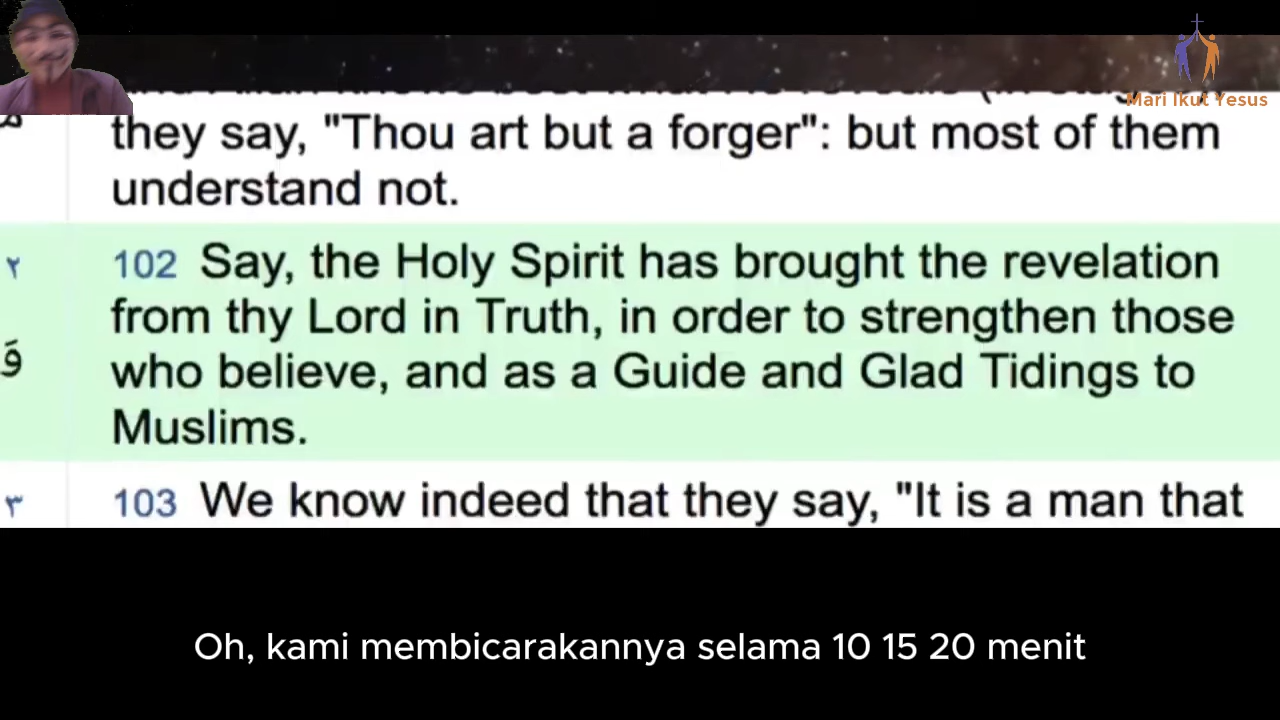 Mari Ikut Yesus
they say, "Thou art but a forger": but most of them
understand not.
٢ 102 Say, the Holy Spirit has brought the revelation
from thy Lord in Truth, in order to strengthen those
who believe, and as a Guide and Glad Tidings to
Muslims.
٣ 103 We know indeed that they say, "It is a man that
Oh, kami membicarakannya selama 10 15 20 menit